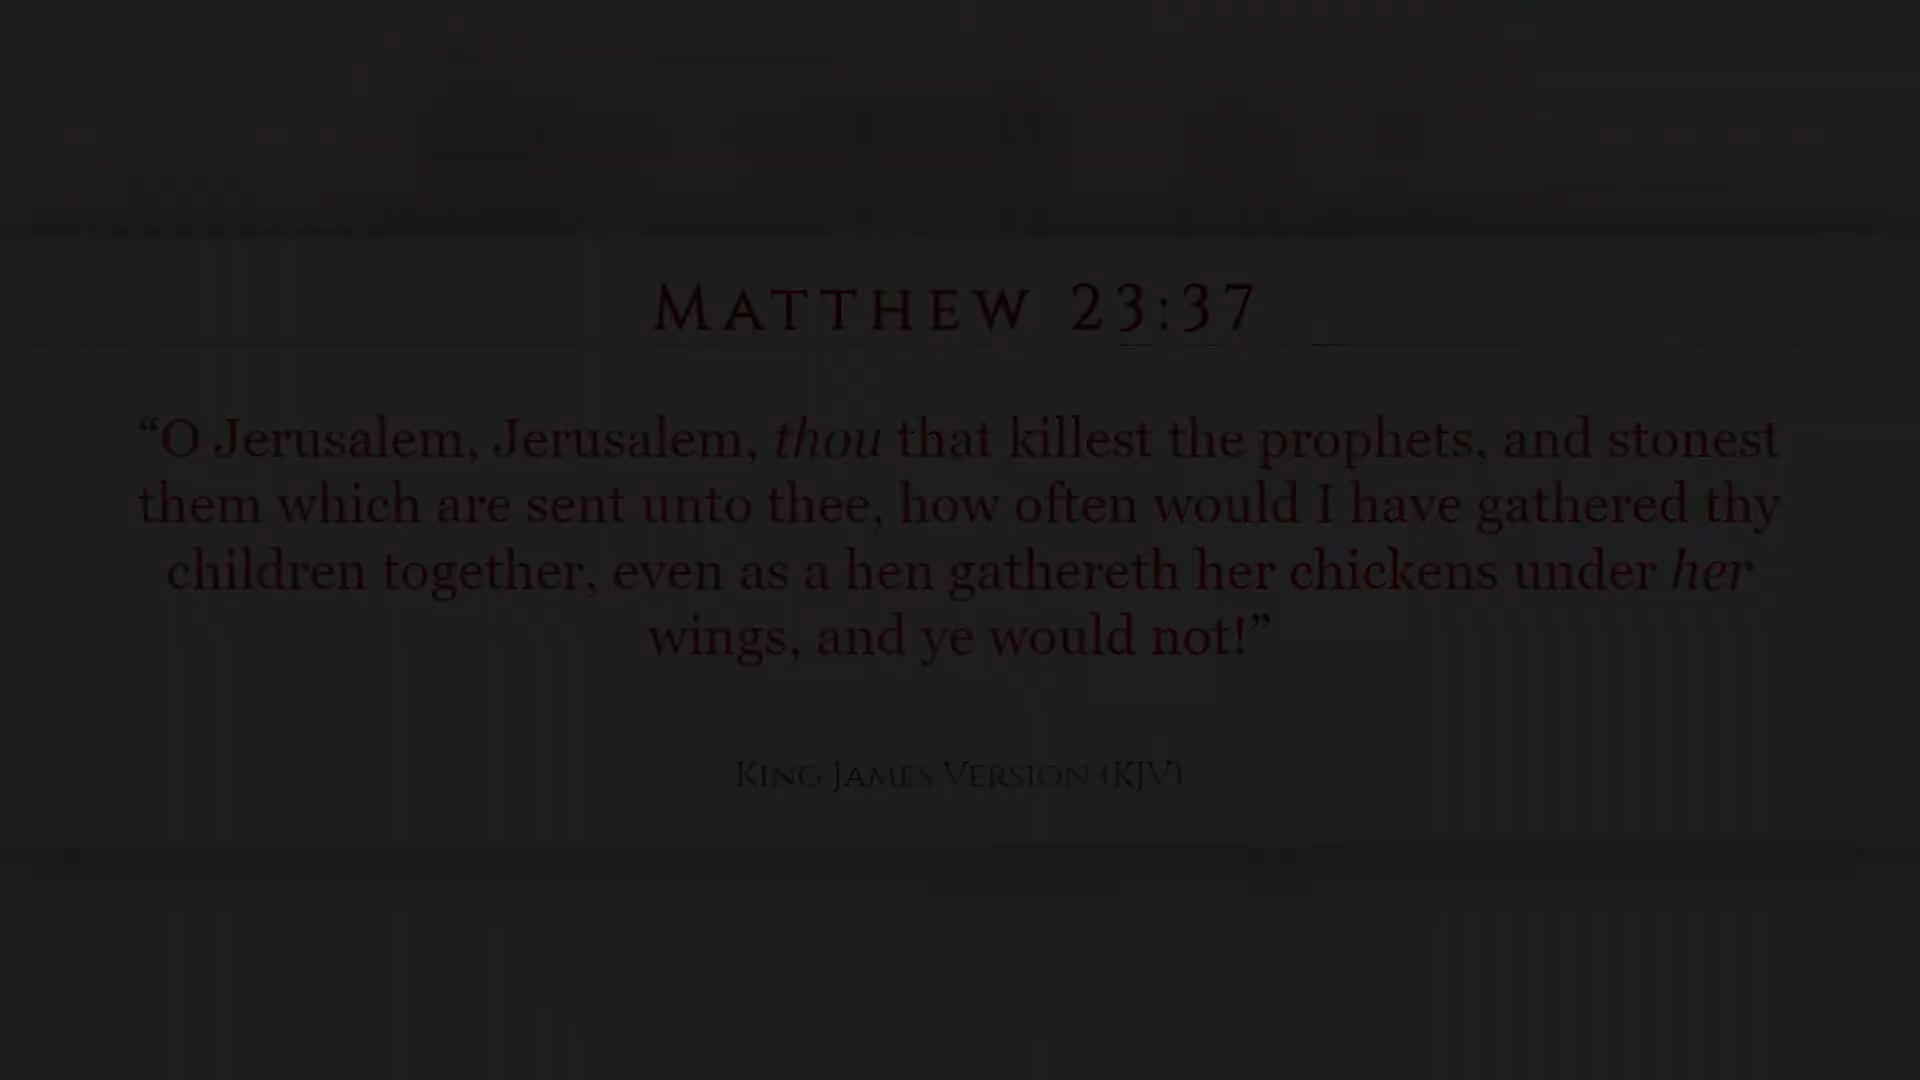 MATTHEW 23:37
“O Jerusalem, Jerusalem, thou that killest the prophets, and stonest
them which are sent unto thee, how often would I have gathered thy
children together, even as a hen gathereth her chickens under her
wings, and ye would not!”
KING JAMES VERSION (KJV)